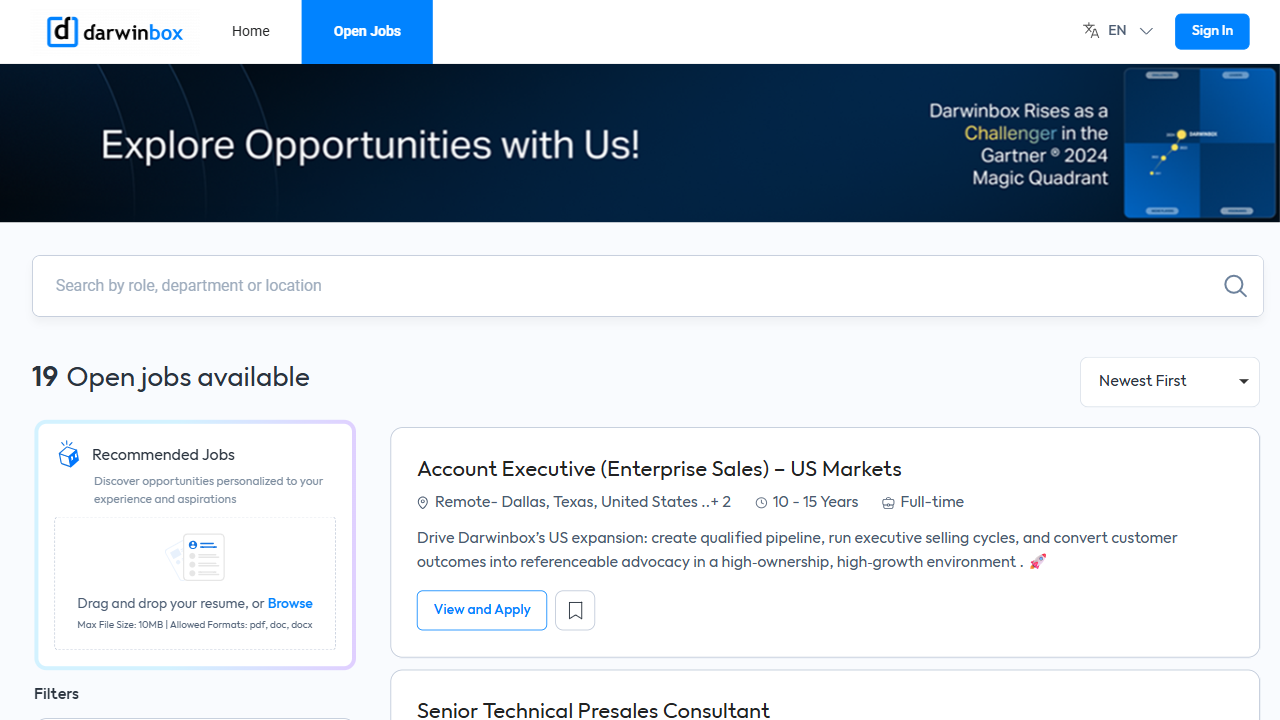 darwinbox
Home
Open Jobs
EN
Sign In
Explore Opportunities with Us!
Darwinbox Rises as a
Challenger in the
Gartner ® 2024
Magic Quadrant
DARWINBOX
Search by role, department or location
19 Open jobs available
Newest First
Recommended Jobs
Discover opportunities personalized to your
experience and aspirations
Drag and drop your resume, or Browse
Max File Size: 10MB | Allowed Formats: pdf, doc, docx
Filters
Account Executive (Enterprise Sales) – US Markets
Remote- Dallas, Texas, United States ..+ 2
10 - 15 Years
Full-time
Drive Darwinbox’s US expansion: create qualified pipeline, run executive selling cycles, and convert customer
outcomes into referenceable advocacy in a high-ownership, high-growth environment . 🚀
View and Apply
Senior Technical Presales Consultant